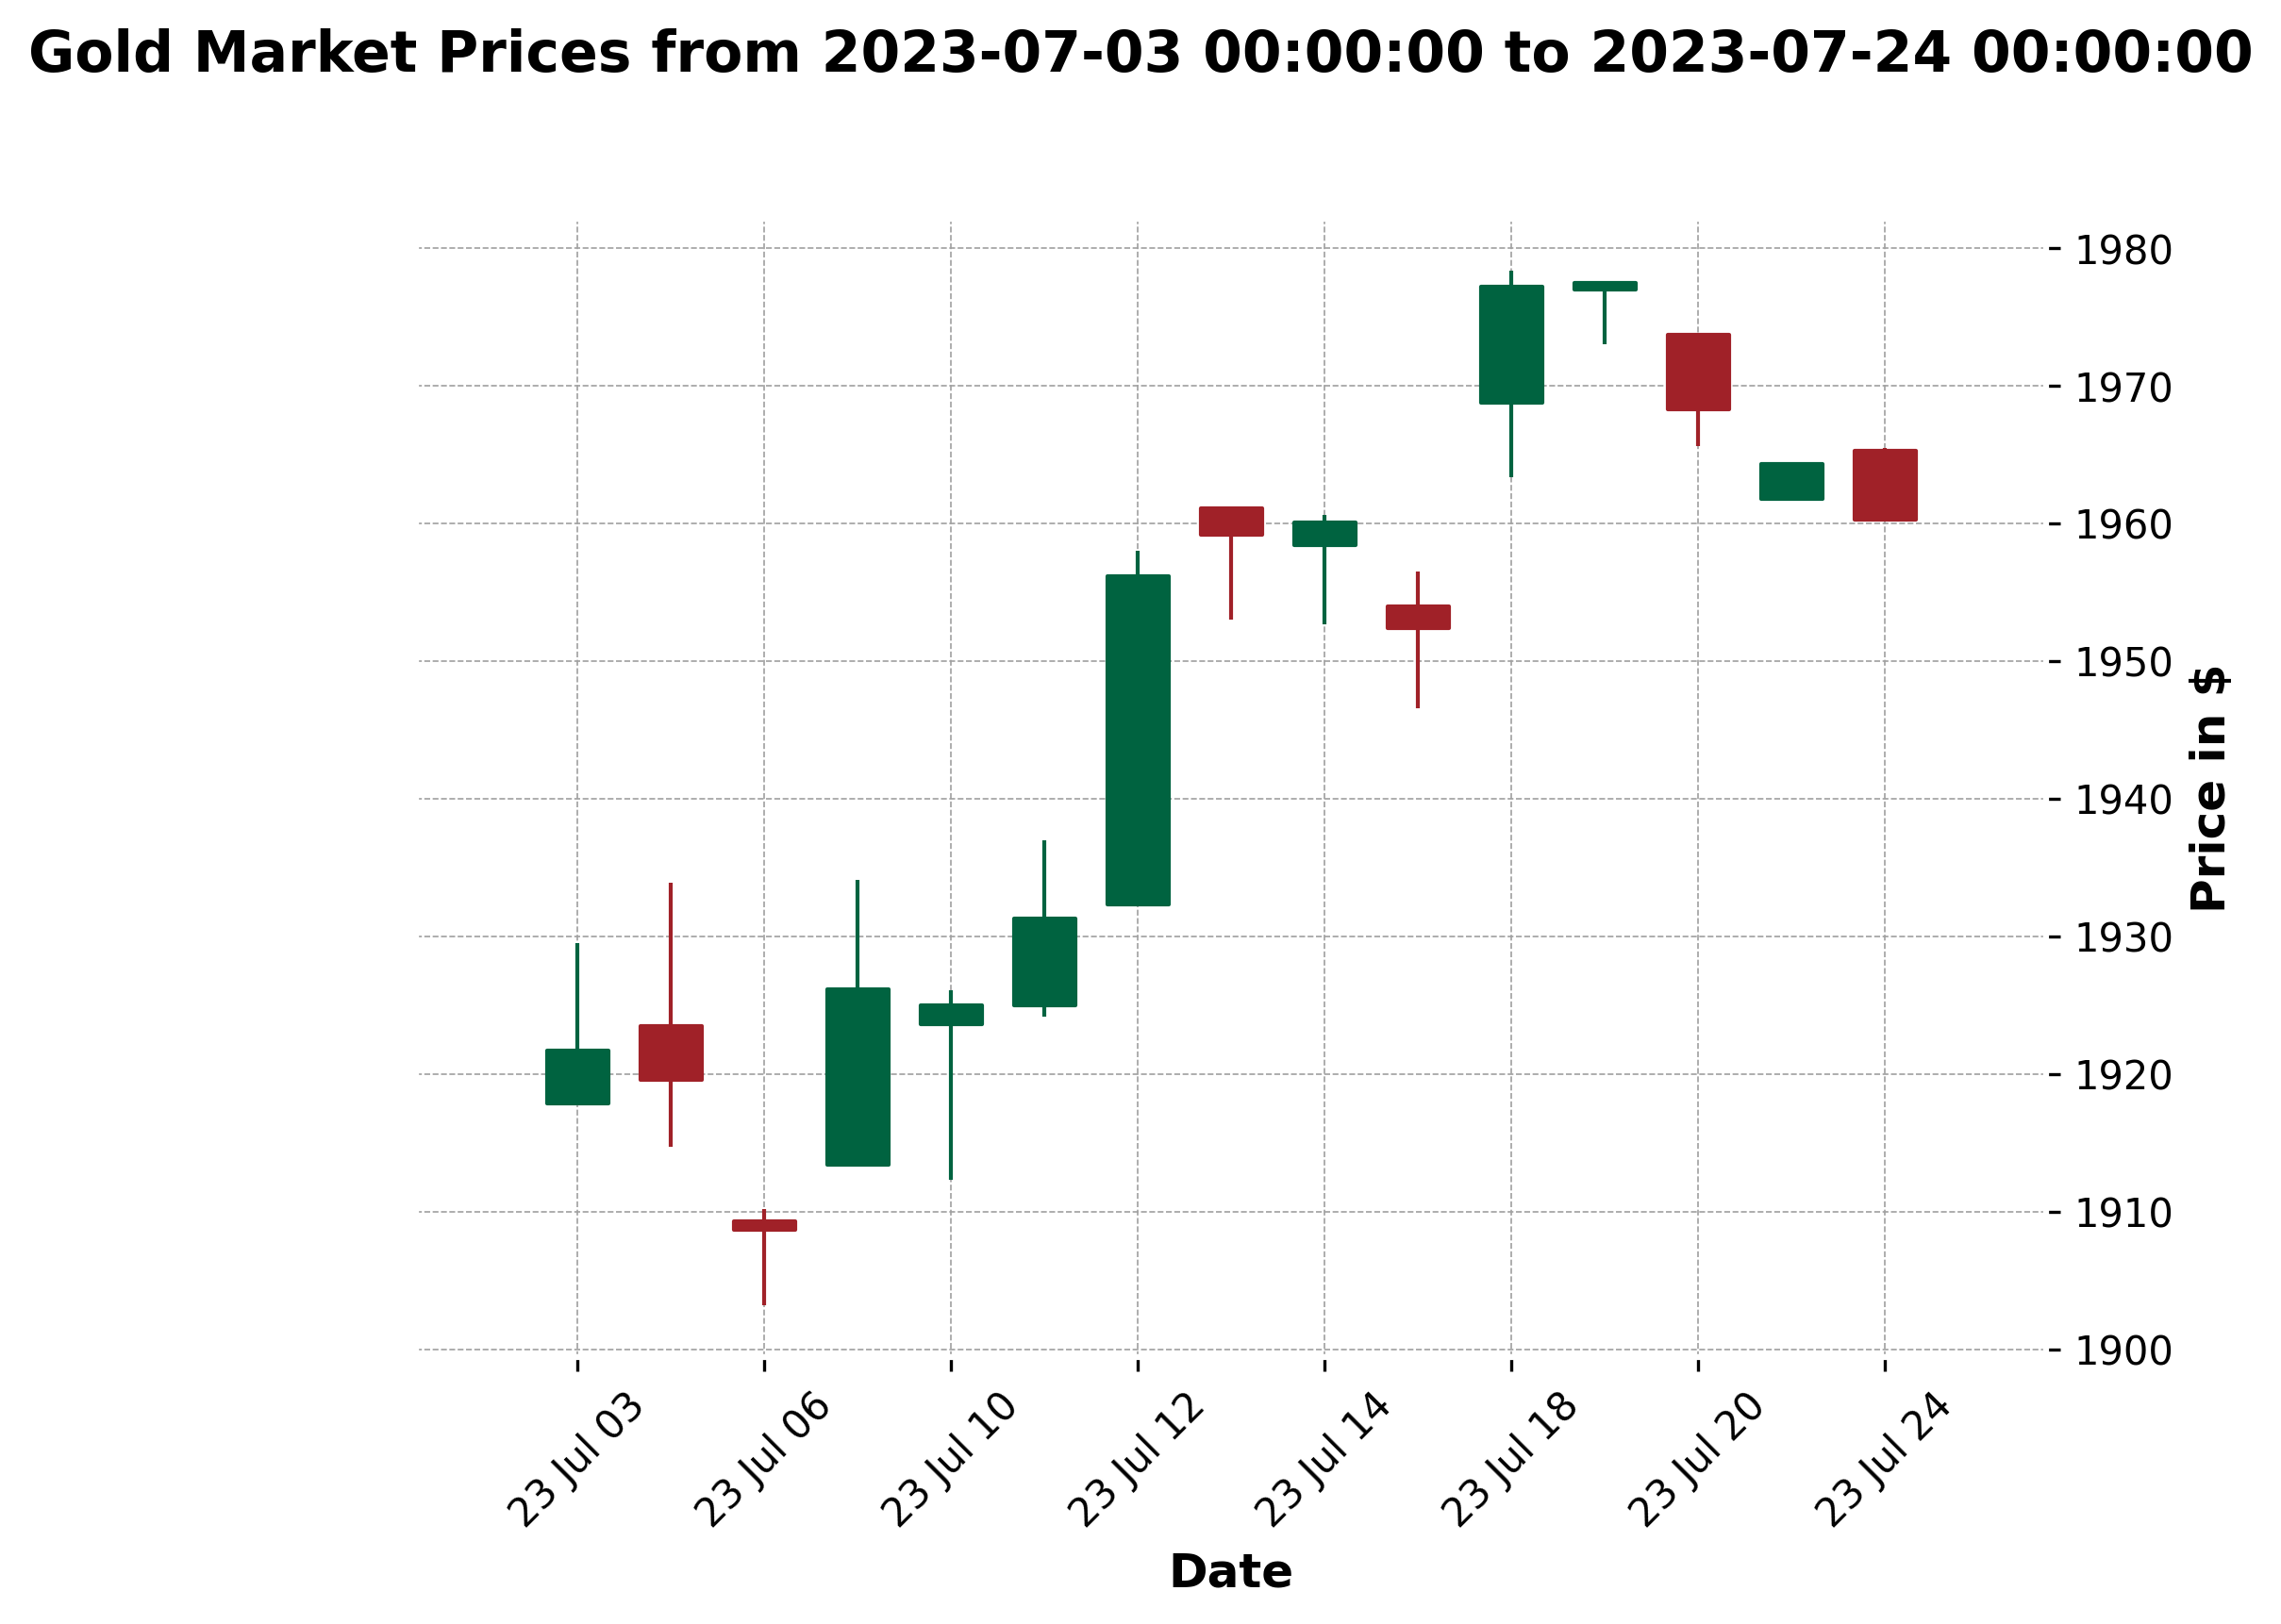 Gold Market Prices from 2023-07-03 00:00:00 to 2023-07-24 00:00:00
1980
1970
1960
1950
1940
1930
1920
1910
1900
Price in $
23 Jul 03
23 Jul 06
23 Jul 10
23 Jul 12
23 Jul 14
23 Jul 18
23 Jul 20
23 Jul 24
Date